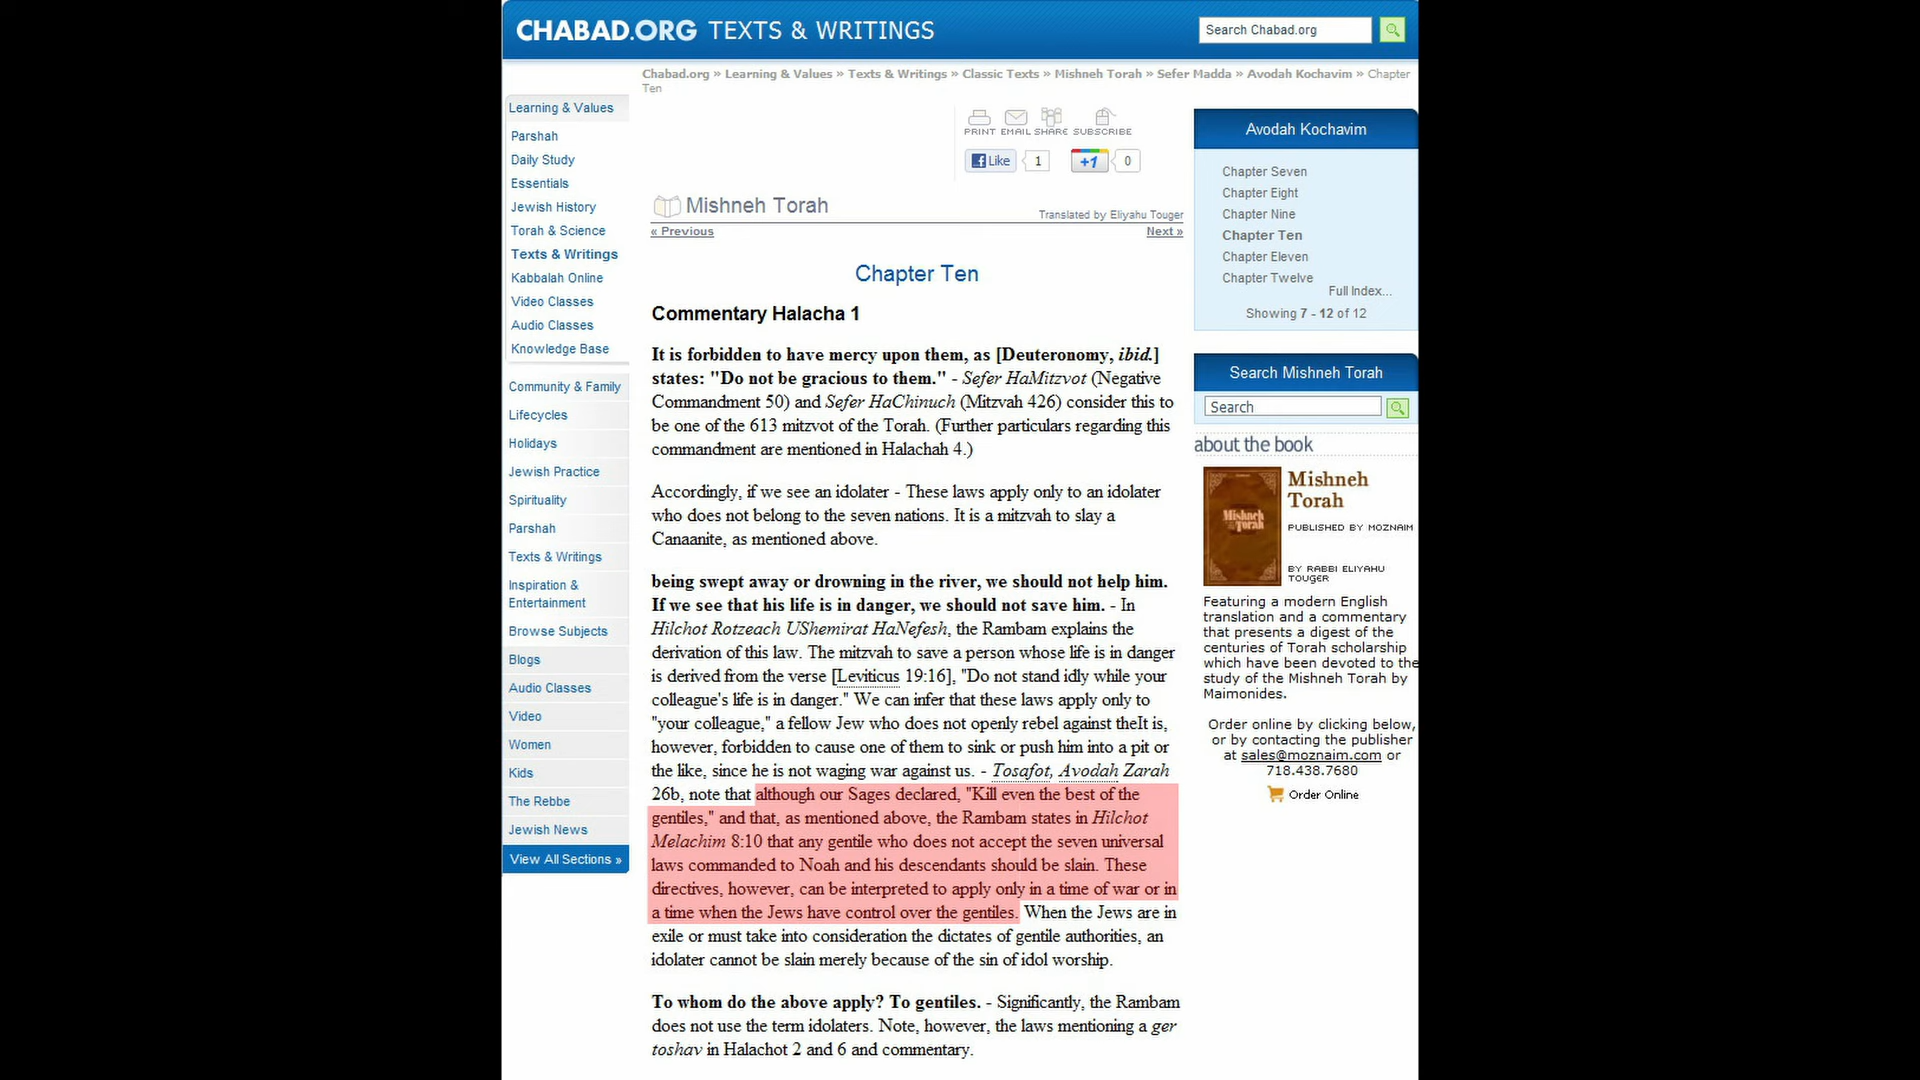 CHABAD.ORG TEXTS & WRITINGS
Search Chabad.org
Chabad.org » Learning & Values » Texts & Writings » Classic Texts » Mishneh Torah » Sefer Madda » Avodah Kochavim » Chapter
Ten
Learning & Values
Parshah
Daily Study
Essentials
Jewish History
Torah & Science
Texts & Writings
Kabbalah Online
Video Classes
Audio Classes
Knowledge Base
Community & Family
Lifecycles
Holidays
Jewish Practice
Spirituality
Parshah
Texts & Writings
Inspiration &
Entertainment
Browse Subjects
Blogs
Audio Classes
Video
Women
Kids
The Rebbe
Jewish News
View All Sections »
PRINT EMAIL SHARE SUBSCRIBE
Like 1 +1 0
Mishneh Torah
Translated by Eliyahu Touger
« Previous Next »
Chapter Ten
Commentary Halacha 1
It is forbidden to have mercy upon them, as [Deuteronomy, ibid.]
states: "Do not be gracious to them." - Sefer HaMitzvot (Negative
Commandment 50) and Sefer HaChinuch (Mitzvah 426) consider this to
be one of the 613 mitzvot of the Torah. (Further particulars regarding this
commandment are mentioned in Halachah 4.)
Accordingly, if we see an idolater - These laws apply only to an idolater
who does not belong to the seven nations. It is a mitzvah to slay a
Canaanite, as mentioned above.
being swept away or drowning in the river, we should not help him.
If we see that his life is in danger, we should not save him. - In
Hilchot Rotzeach UShemirat HaNefesh, the Rambam explains the
derivation of this law. The mitzvah to save a person whose life is in danger
is derived from the verse [Leviticus 19:16], "Do not stand idly while your
colleague's life is in danger." We can infer that these laws apply only to
"your colleague," a fellow Jew who does not openly rebel against theIt is,
however, forbidden to cause one of them to sink or push him into a pit or
the like, since he is not waging war against us. - Tosafot, Avodah Zarah
26b, note that although our Sages declared, "Kill even the best of the
gentiles," and that, as mentioned above, the Rambam states in Hilchot
Melachim 8:10 that any gentile who does not accept the seven universal
laws commanded to Noah and his descendants should be slain. These
directives, however, can be interpreted to apply only in a time of war or in
a time when the Jews have control over the gentiles. When the Jews are in
exile or must take into consideration the dictates of gentile authorities, an
idolater cannot be slain merely because of the sin of idol worship.
To whom do the above apply? To gentiles. - Significantly, the Rambam
does not use the term idolaters. Note, however, the laws mentioning a ger
toshav in Halachot 2 and 6 and commentary.
Avodah Kochavim
Chapter Seven
Chapter Eight
Chapter Nine
Chapter Ten
Chapter Eleven
Chapter Twelve
Full Index...
Showing 7 - 12 of 12
Search Mishneh Torah
Search
about the book
Mishneh
Torah
Mishneh
Torah
PUBLISHED BY MOZNAIM
BY RABBI ELIYAHU
TOUGER
Featuring a modern English
translation and a commentary
that presents a digest of the
centuries of Torah scholarship
which have been devoted to the
study of the Mishneh Torah by
Maimonides.
Order online by clicking below,
or by contacting the publisher
at sales@moznaim.com or
718.438.7680
Order Online